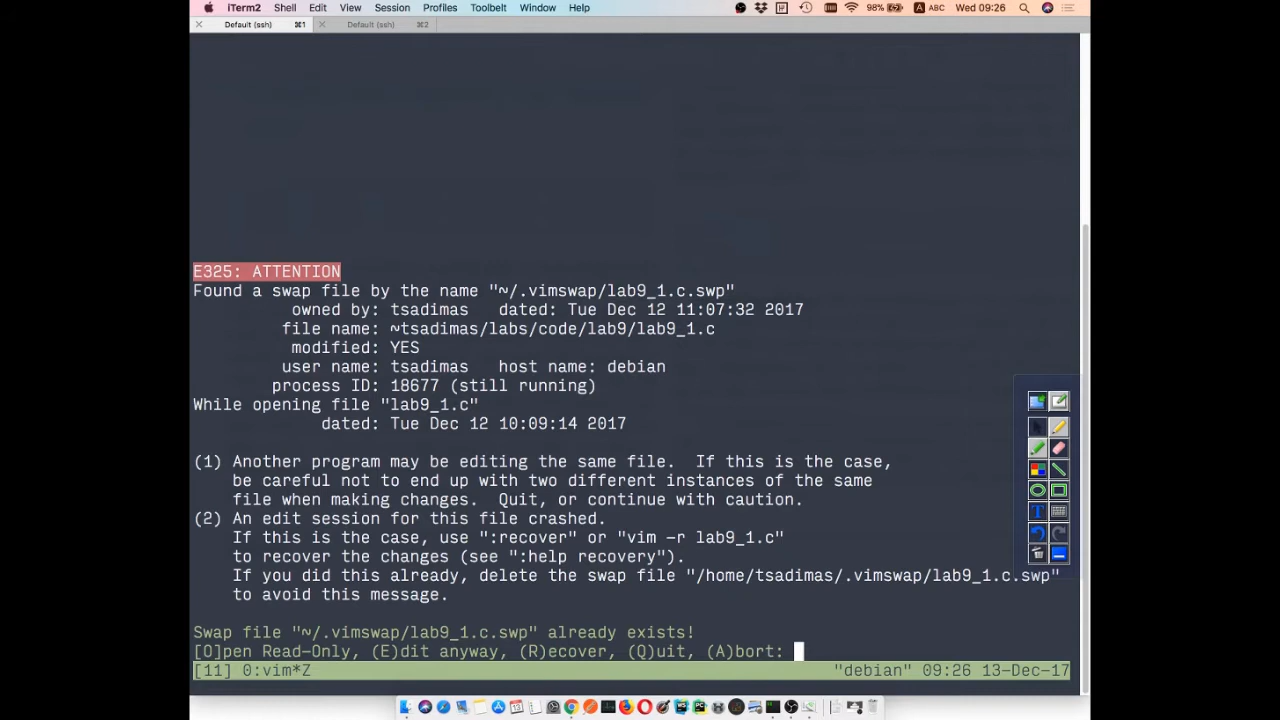 iTerm2 Shell Edit View Session Profiles Toolbelt Window Help 98% A ABC Wed 09:26
Default (ssh) ⌘1 Default (ssh) ⌘2
E325: ATTENTION
Found a swap file by the name "~/.vimswap/lab9_1.c.swp"
owned by: tsadimas dated: Tue Dec 12 11:07:32 2017
file name: ~tsadimas/labs/code/lab9/lab9_1.c
modified: YES
user name: tsadimas host name: debian
process ID: 18677 (still running)
While opening file "lab9_1.c"
dated: Tue Dec 12 10:09:14 2017
(1) Another program may be editing the same file. If this is the case,
be careful not to end up with two different instances of the same
file when making changes. Quit, or continue with caution.
(2) An edit session for this file crashed.
If this is the case, use ":recover" or "vim -r lab9_1.c"
to recover the changes (see ":help recovery").
If you did this already, delete the swap file "/home/tsadimas/.vimswap/lab9_1.c.swp"
to avoid this message.
Swap file "~/.vimswap/lab9_1.c.swp" already exists!
[O]pen Read-Only, (E)dit anyway, (R)ecover, (Q)uit, (A)bort:
[11] 0:vim*Z "debian" 09:26 13-Dec-17